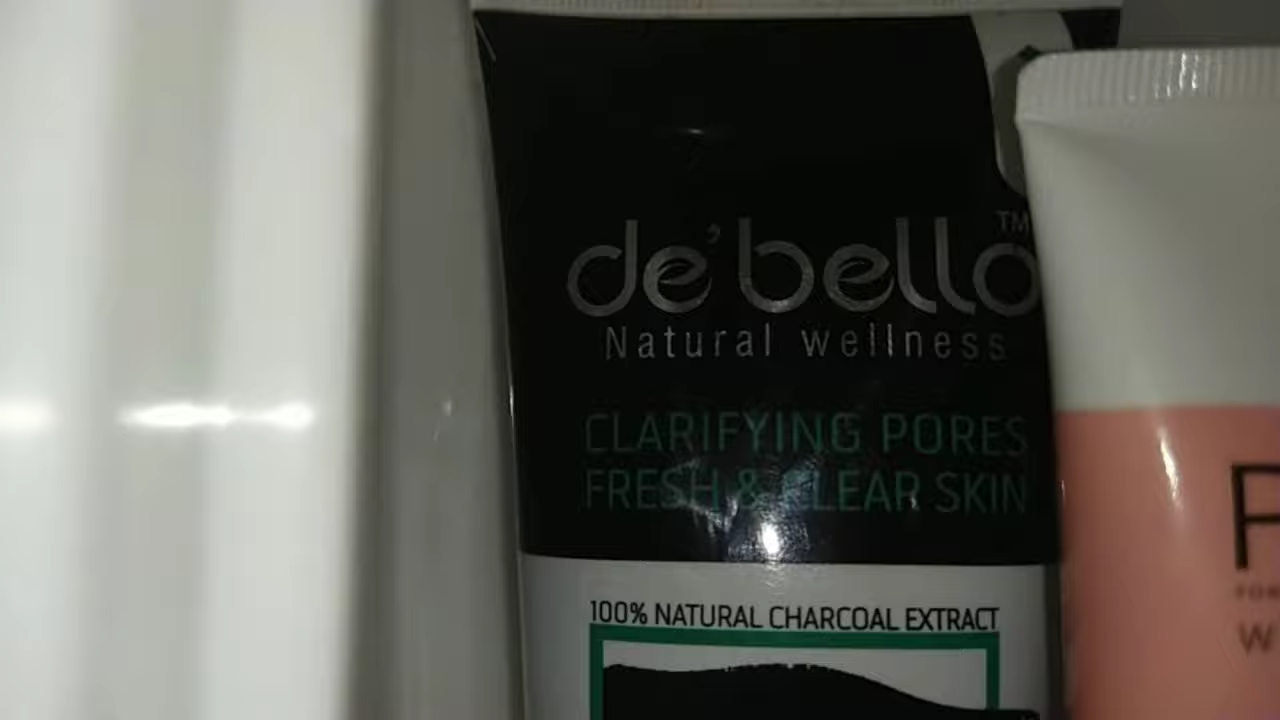 de'bello™
Natural wellness
CLARIFYING PORES
FRESH & CLEAR SKIN
100% NATURAL CHARCOAL EXTRACT